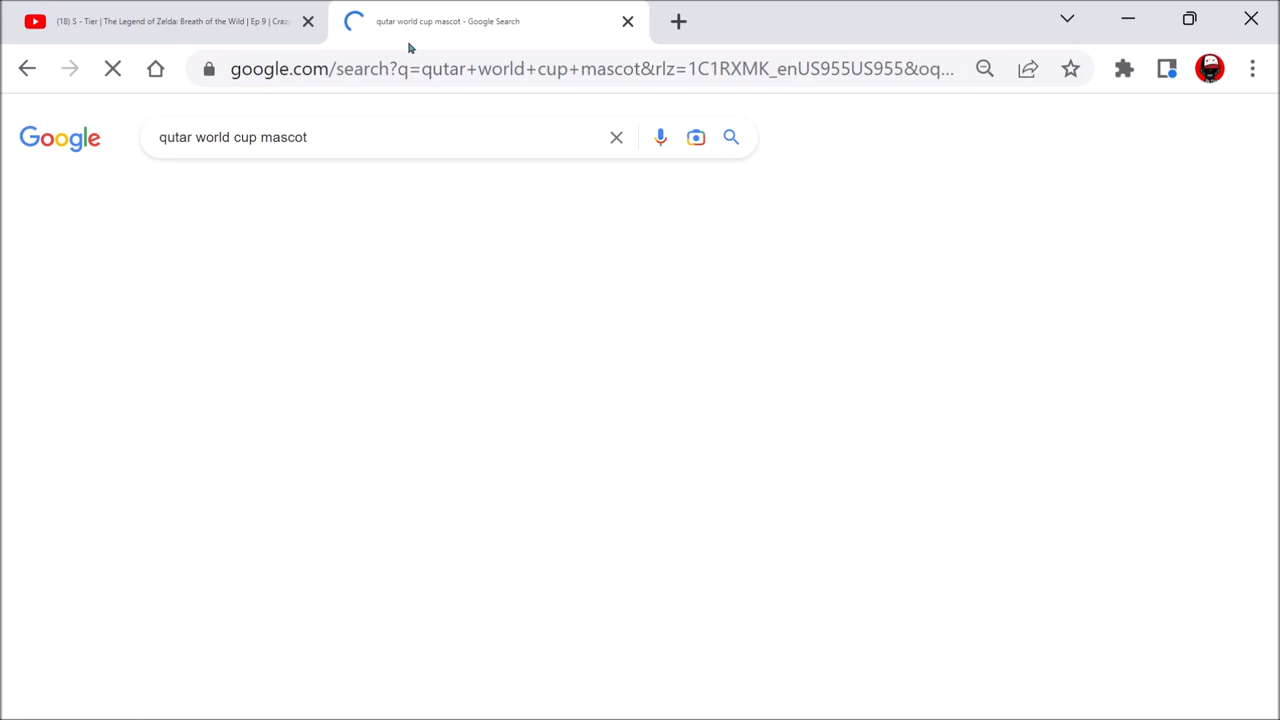 (18) S - Tier | The Legend of Zelda: Breath of the Wild | Ep 9 | Craz
qutar world cup mascot - Google Search
google.com/search?q=qutar+world+cup+mascot&rlz=1C1RXMK_enUS955US955&oq...
Google
qutar world cup mascot